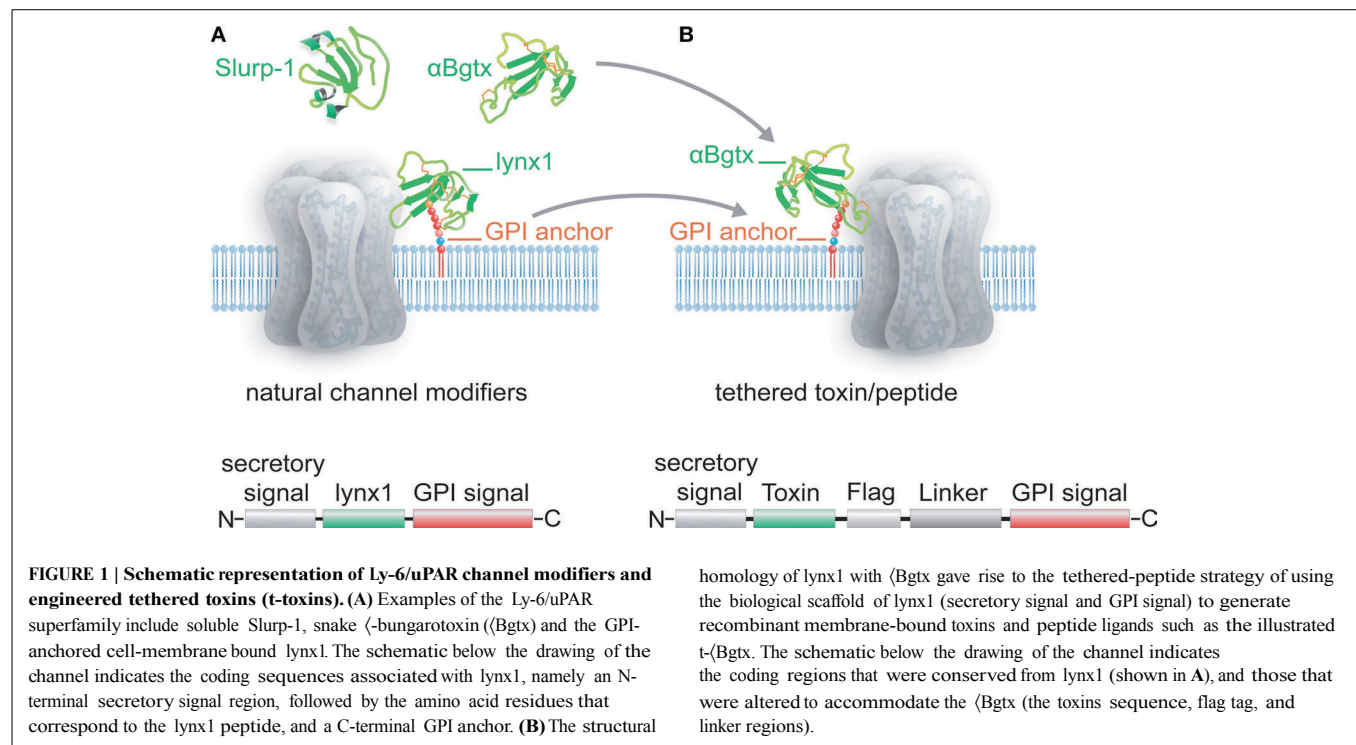 A
B
Slurp-1
αBgtx
lynx1
αBgtx
GPI anchor
GPI anchor
natural channel modifiers
tethered toxin/peptide
secretory
signal
lynx1
GPI signal
N
C
secretory
signal
Toxin
Flag
Linker
GPI signal
N
C
FIGURE 1 | Schematic representation of Ly-6/uPAR channel modifiers and
engineered tethered toxins (t-toxins). (A) Examples of the Ly-6/uPAR
superfamily include soluble Slurp-1, snake ⟨-bungarotoxin (⟨Bgtx) and the GPI-
anchored cell-membrane bound lynx1. The schematic below the drawing of the
channel indicates the coding sequences associated with lynx1, namely an N-
terminal secretory signal region, followed by the amino acid residues that
correspond to the lynx1 peptide, and a C-terminal GPI anchor. (B) The structural
homology of lynx1 with ⟨Bgtx gave rise to the tethered-peptide strategy of using
the biological scaffold of lynx1 (secretory signal and GPI signal) to generate
recombinant membrane-bound toxins and peptide ligands such as the illustrated
t-⟨Bgtx. The schematic below the drawing of the channel indicates
the coding regions that were conserved from lynx1 (shown in A), and those that
were altered to accommodate the ⟨Bgtx (the toxins sequence, flag tag, and
linker regions).